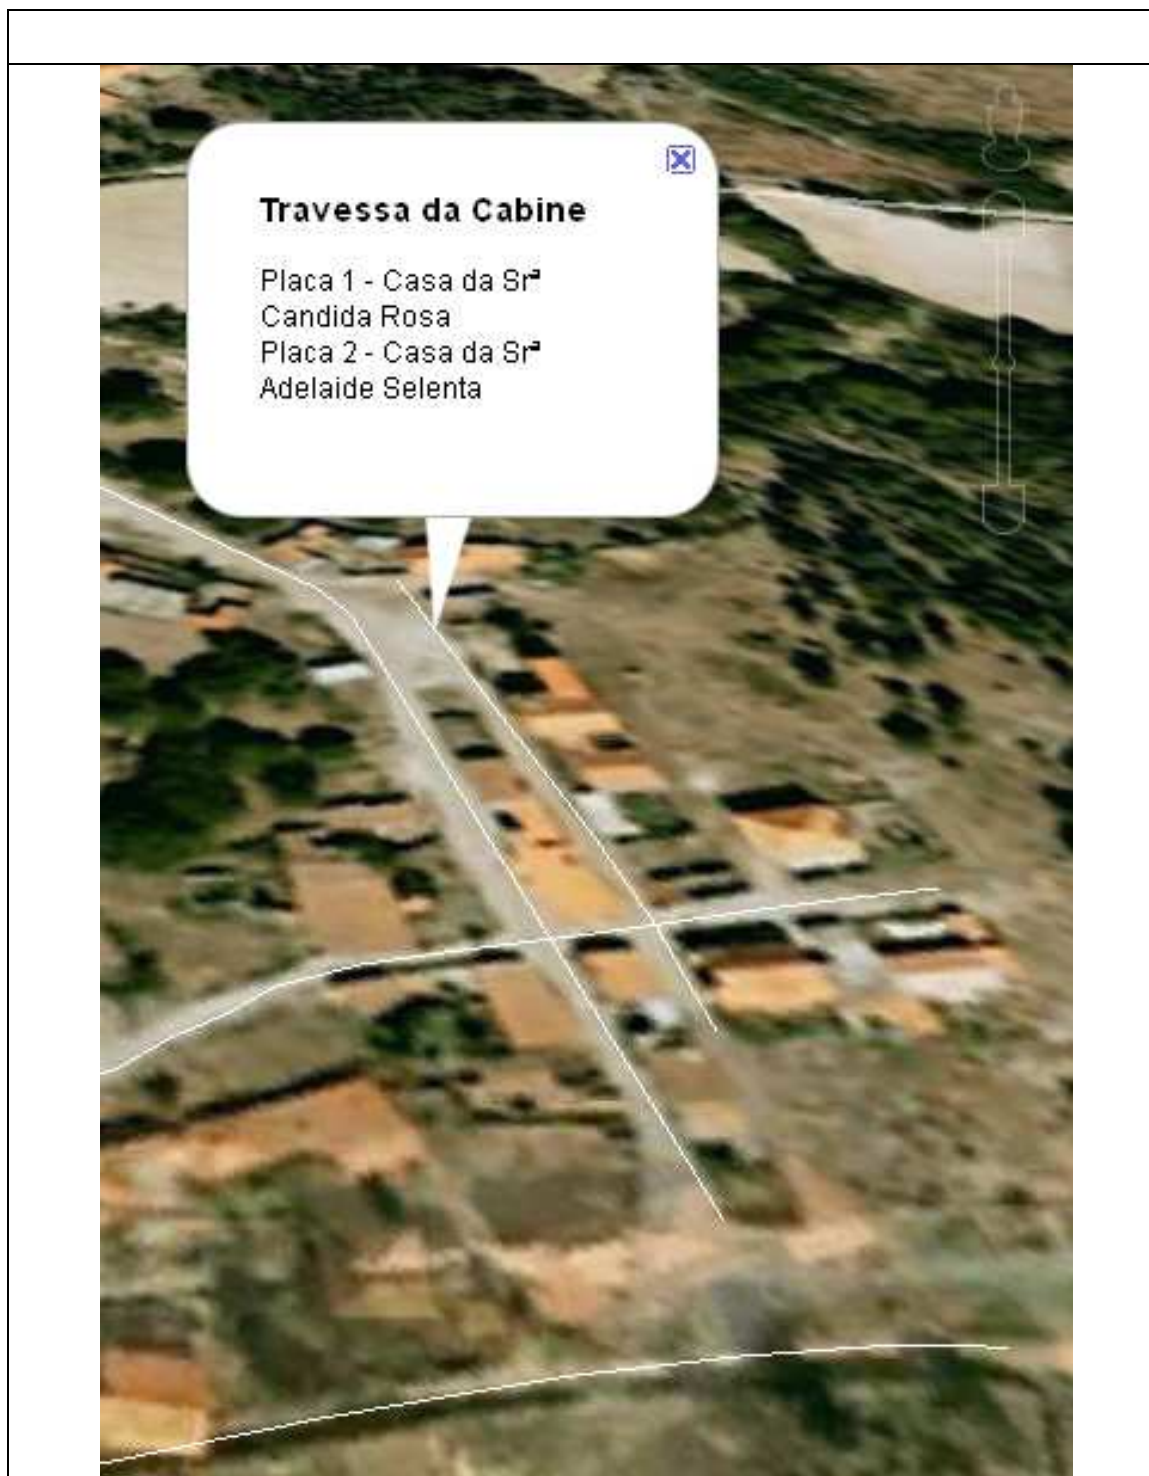 Travessa da Cabine
Placa 1 - Casa da Srª
Candida Rosa
Placa 2 - Casa da Srª
Adelaide Selenta